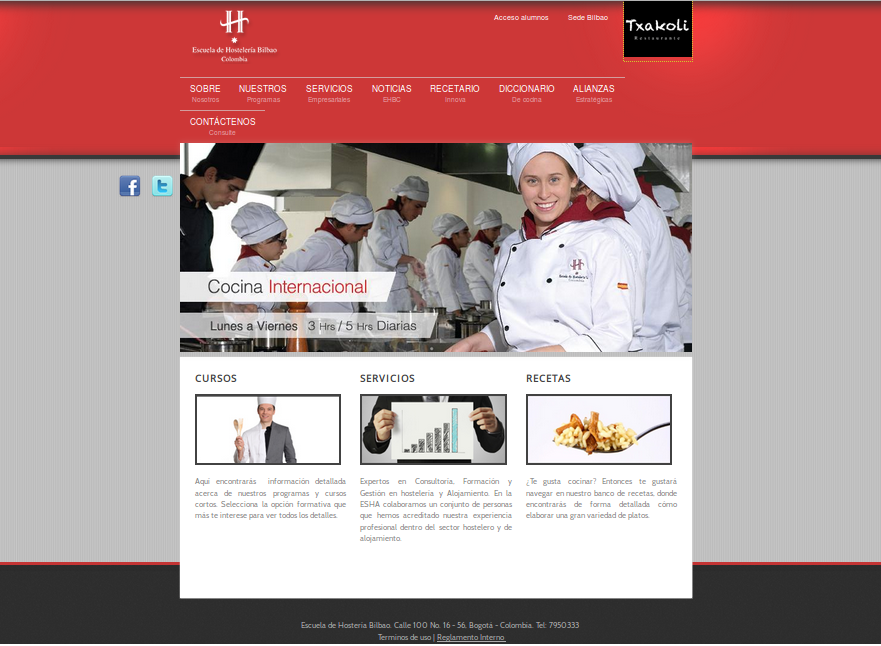 Acceso alumnos
Sede Bilbao
Txakoli
Restaurante
H
Escuela de Hostelería Bilbao
Colombia
SOBRE
Nosotros
NUESTROS
Programas
SERVICIOS
Empresariales
NOTICIAS
EHBC
RECETARIO
Innova
DICCIONARIO
De cocina
ALIANZAS
Estratégicas
CONTÁCTENOS
Consulte
Cocina Internacional
Lunes a Viernes 3 Hrs / 5 Hrs Diarias
CURSOS
Aquí encontrarás información detallada
acerca de nuestros programas y cursos
cortos. Selecciona la opción formativa que
más te interese para ver todos los detalles.
SERVICIOS
Expertos en Consultoría, Formación y
Gestión en hostelería y Alojamiento. En la
ESHA colaboramos un conjunto de personas
que hemos acreditado nuestra experiencia
profesional dentro del sector hostelero y de
alojamiento.
RECETAS
¿Te gusta cocinar? Entonces te gustará
navegar en nuestro banco de recetas, donde
encontrarás de forma detallada cómo
elaborar una gran variedad de platos.
Escuela de Hosteria Bilbao. Calle 100 No. 16 - 56, Bogotá - Colombia. Tel: 7950333
Terminos de uso | Reglamento Interno